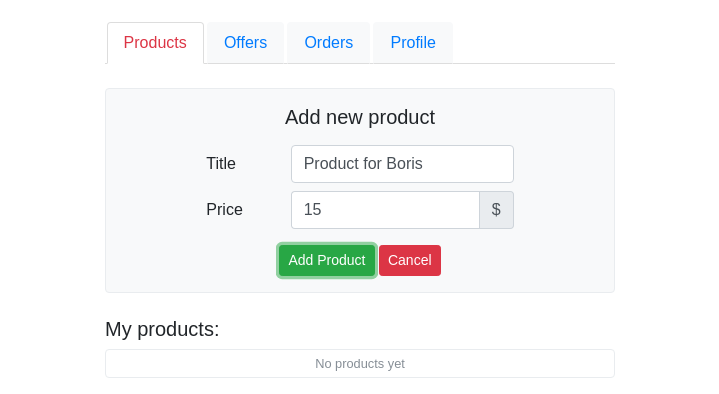 Products Offers Orders Profile
Add new product
Title Product for Boris
Price 15 $
Add Product Cancel
My products:
No products yet